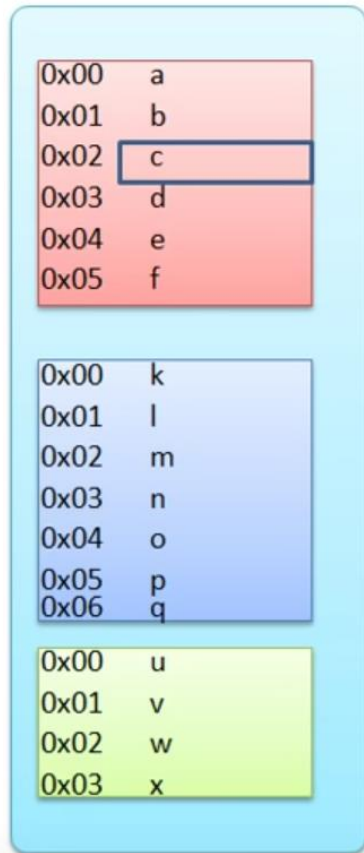 0x00 a
0x01 b
0x02 c
0x03 d
0x04 e
0x05 f
0x00 k
0x01 l
0x02 m
0x03 n
0x04 o
0x05 p
0x06 q
0x00 u
0x01 v
0x02 w
0x03 x